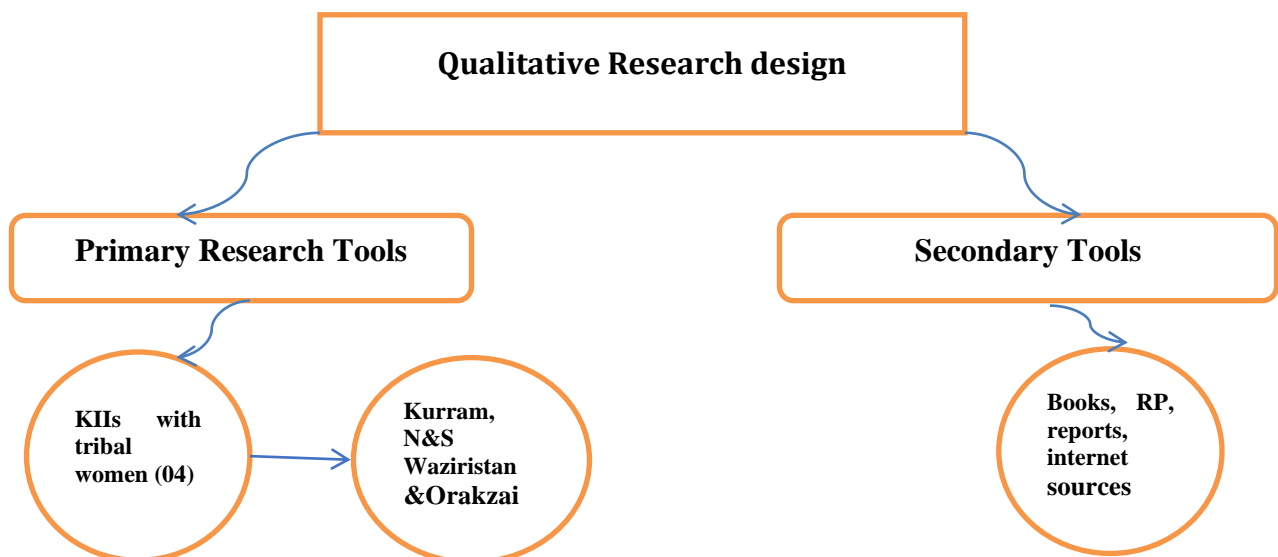 Qualitative Research design
Primary Research Tools
Secondary Tools
KIIs with
tribal
women (04)
Kurram,
N&S
Waziristan
&Orakzai
Books, RP,
reports,
internet
sources